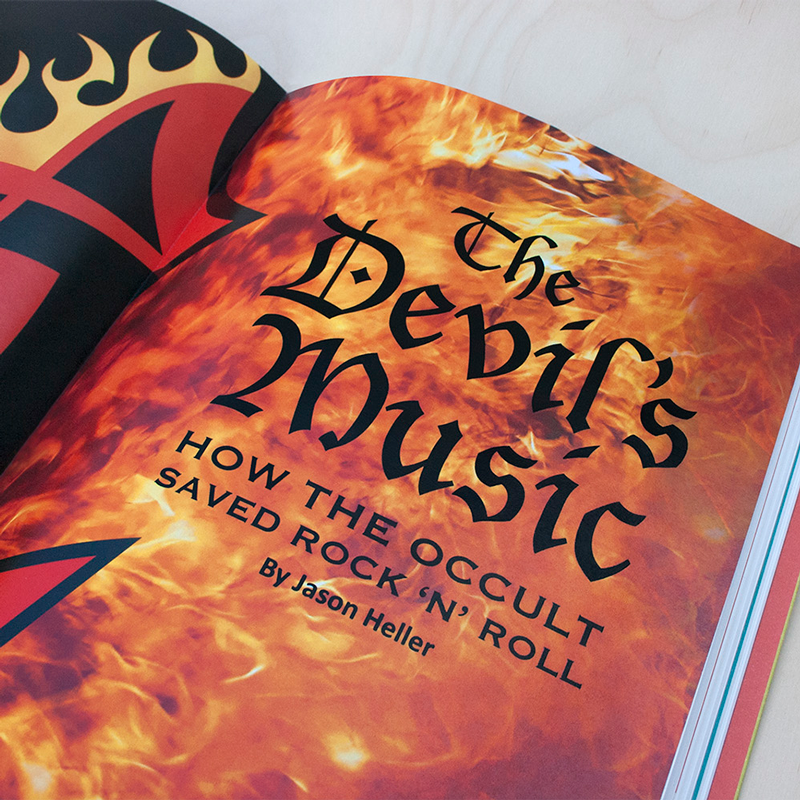 The
Devil's
Music
HOW THE OCCULT
SAVED ROCK ‘N’ ROLL
By Jason Heller